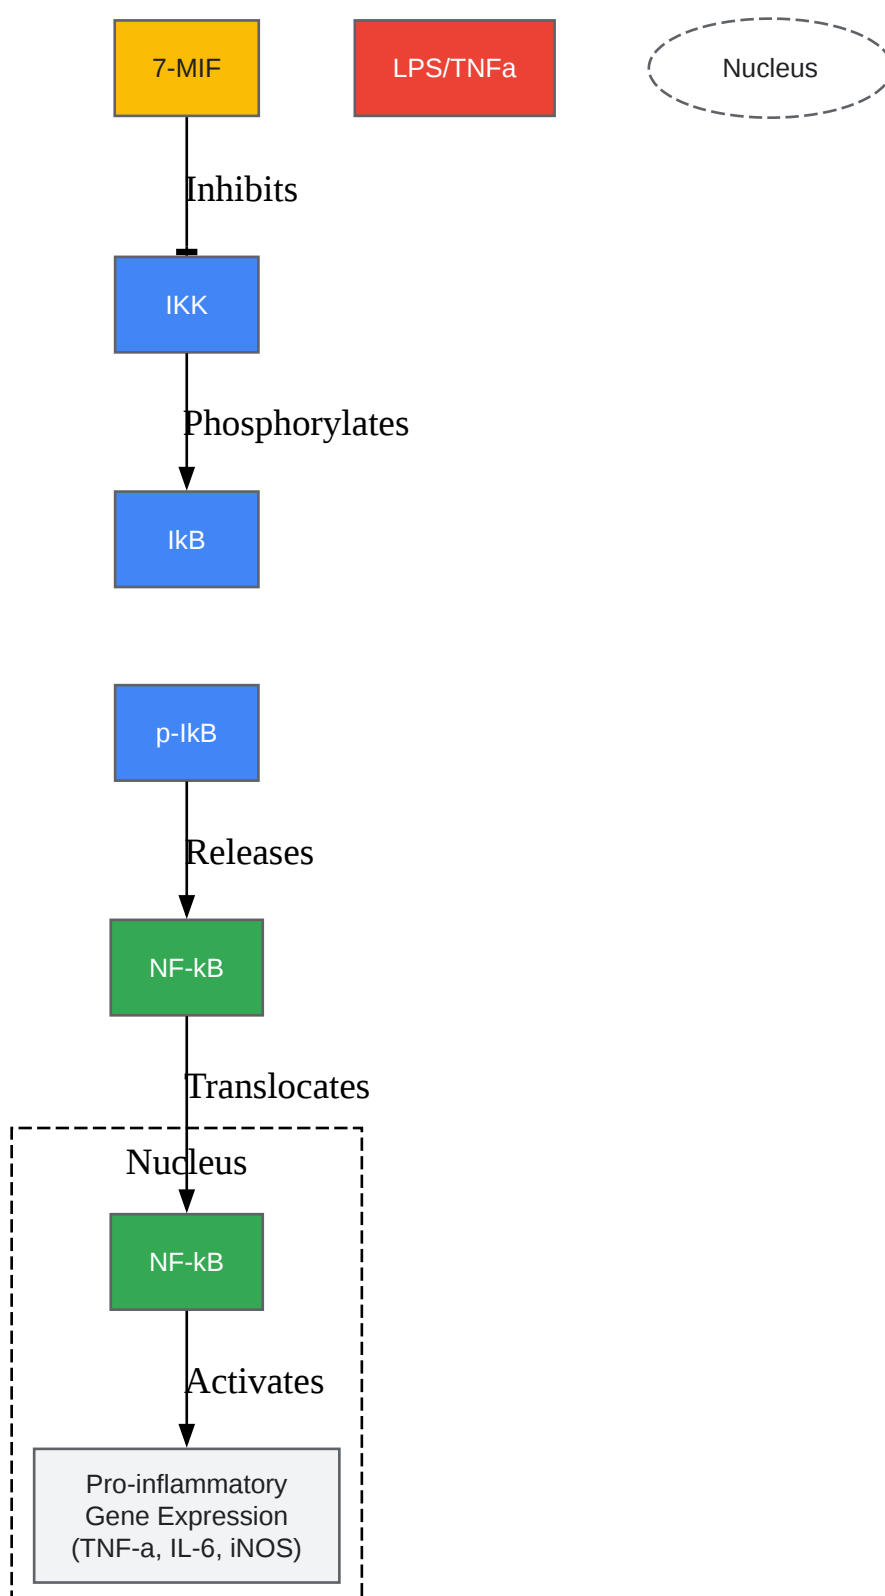 7-MIF
LPS/TNFa
Nucleus
Inhibits
IKK
Phosphorylates
IkB
p-IkB
Releases
NF-kB
Translocates
Nucleus
NF-kB
Activates
Pro-inflammatory
Gene Expression
(TNF-a, IL-6, iNOS)